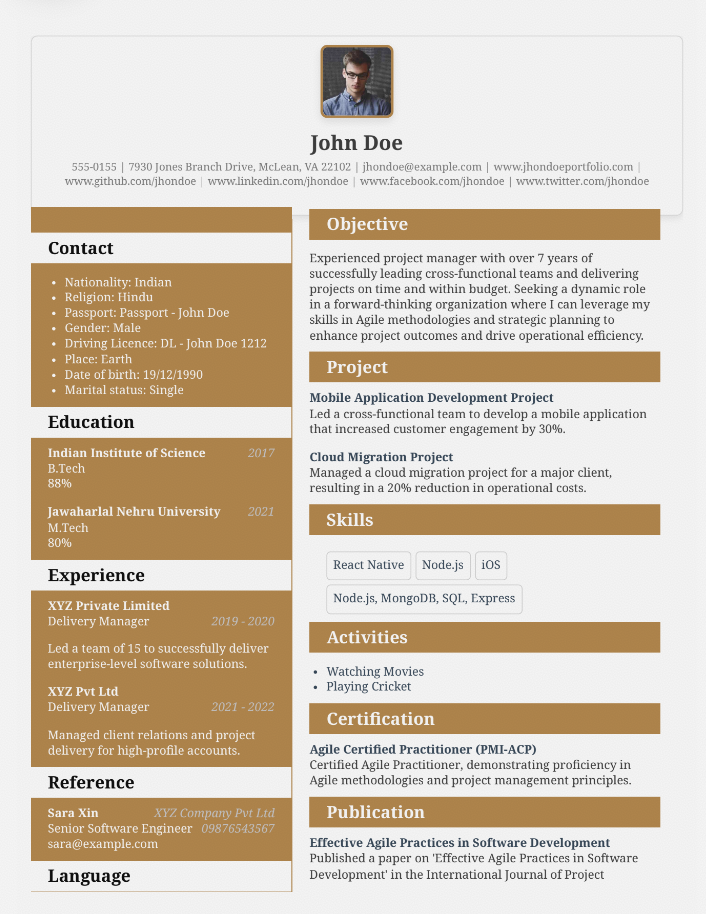 John Doe
555-0155 | 7930 Jones Branch Drive, McLean, VA 22102 | jhondoe@example.com | www.jhondoeportfolio.com |
www.github.com/jhondoe | www.linkedin.com/jhondoe | www.facebook.com/jhondoe | www.twitter.com/jhondoe
Contact
• Nationality: Indian
• Religion: Hindu
• Passport: Passport - John Doe
• Gender: Male
• Driving Licence: DL - John Doe 1212
• Place: Earth
• Date of birth: 19/12/1990
• Marital status: Single
Education
Indian Institute of Science 2017
B.Tech
88%
Jawaharlal Nehru University 2021
M.Tech
80%
Experience
XYZ Private Limited
Delivery Manager 2019 - 2020
Led a team of 15 to successfully deliver
enterprise-level software solutions.
XYZ Pvt Ltd
Delivery Manager 2021 - 2022
Managed client relations and project
delivery for high-profile accounts.
Reference
Sara Xin XYZ Company Pvt Ltd
Senior Software Engineer 09876543567
sara@example.com
Language
Objective
Experienced project manager with over 7 years of
successfully leading cross-functional teams and delivering
projects on time and within budget. Seeking a dynamic role
in a forward-thinking organization where I can leverage my
skills in Agile methodologies and strategic planning to
enhance project outcomes and drive operational efficiency.
Project
Mobile Application Development Project
Led a cross-functional team to develop a mobile application
that increased customer engagement by 30%.
Cloud Migration Project
Managed a cloud migration project for a major client,
resulting in a 20% reduction in operational costs.
Skills
React Native Node.js iOS
Node.js, MongoDB, SQL, Express
Activities
• Watching Movies
• Playing Cricket
Certification
Agile Certified Practitioner (PMI-ACP)
Certified Agile Practitioner, demonstrating proficiency in
Agile methodologies and project management principles.
Publication
Effective Agile Practices in Software Development
Published a paper on 'Effective Agile Practices in Software
Development' in the International Journal of Project